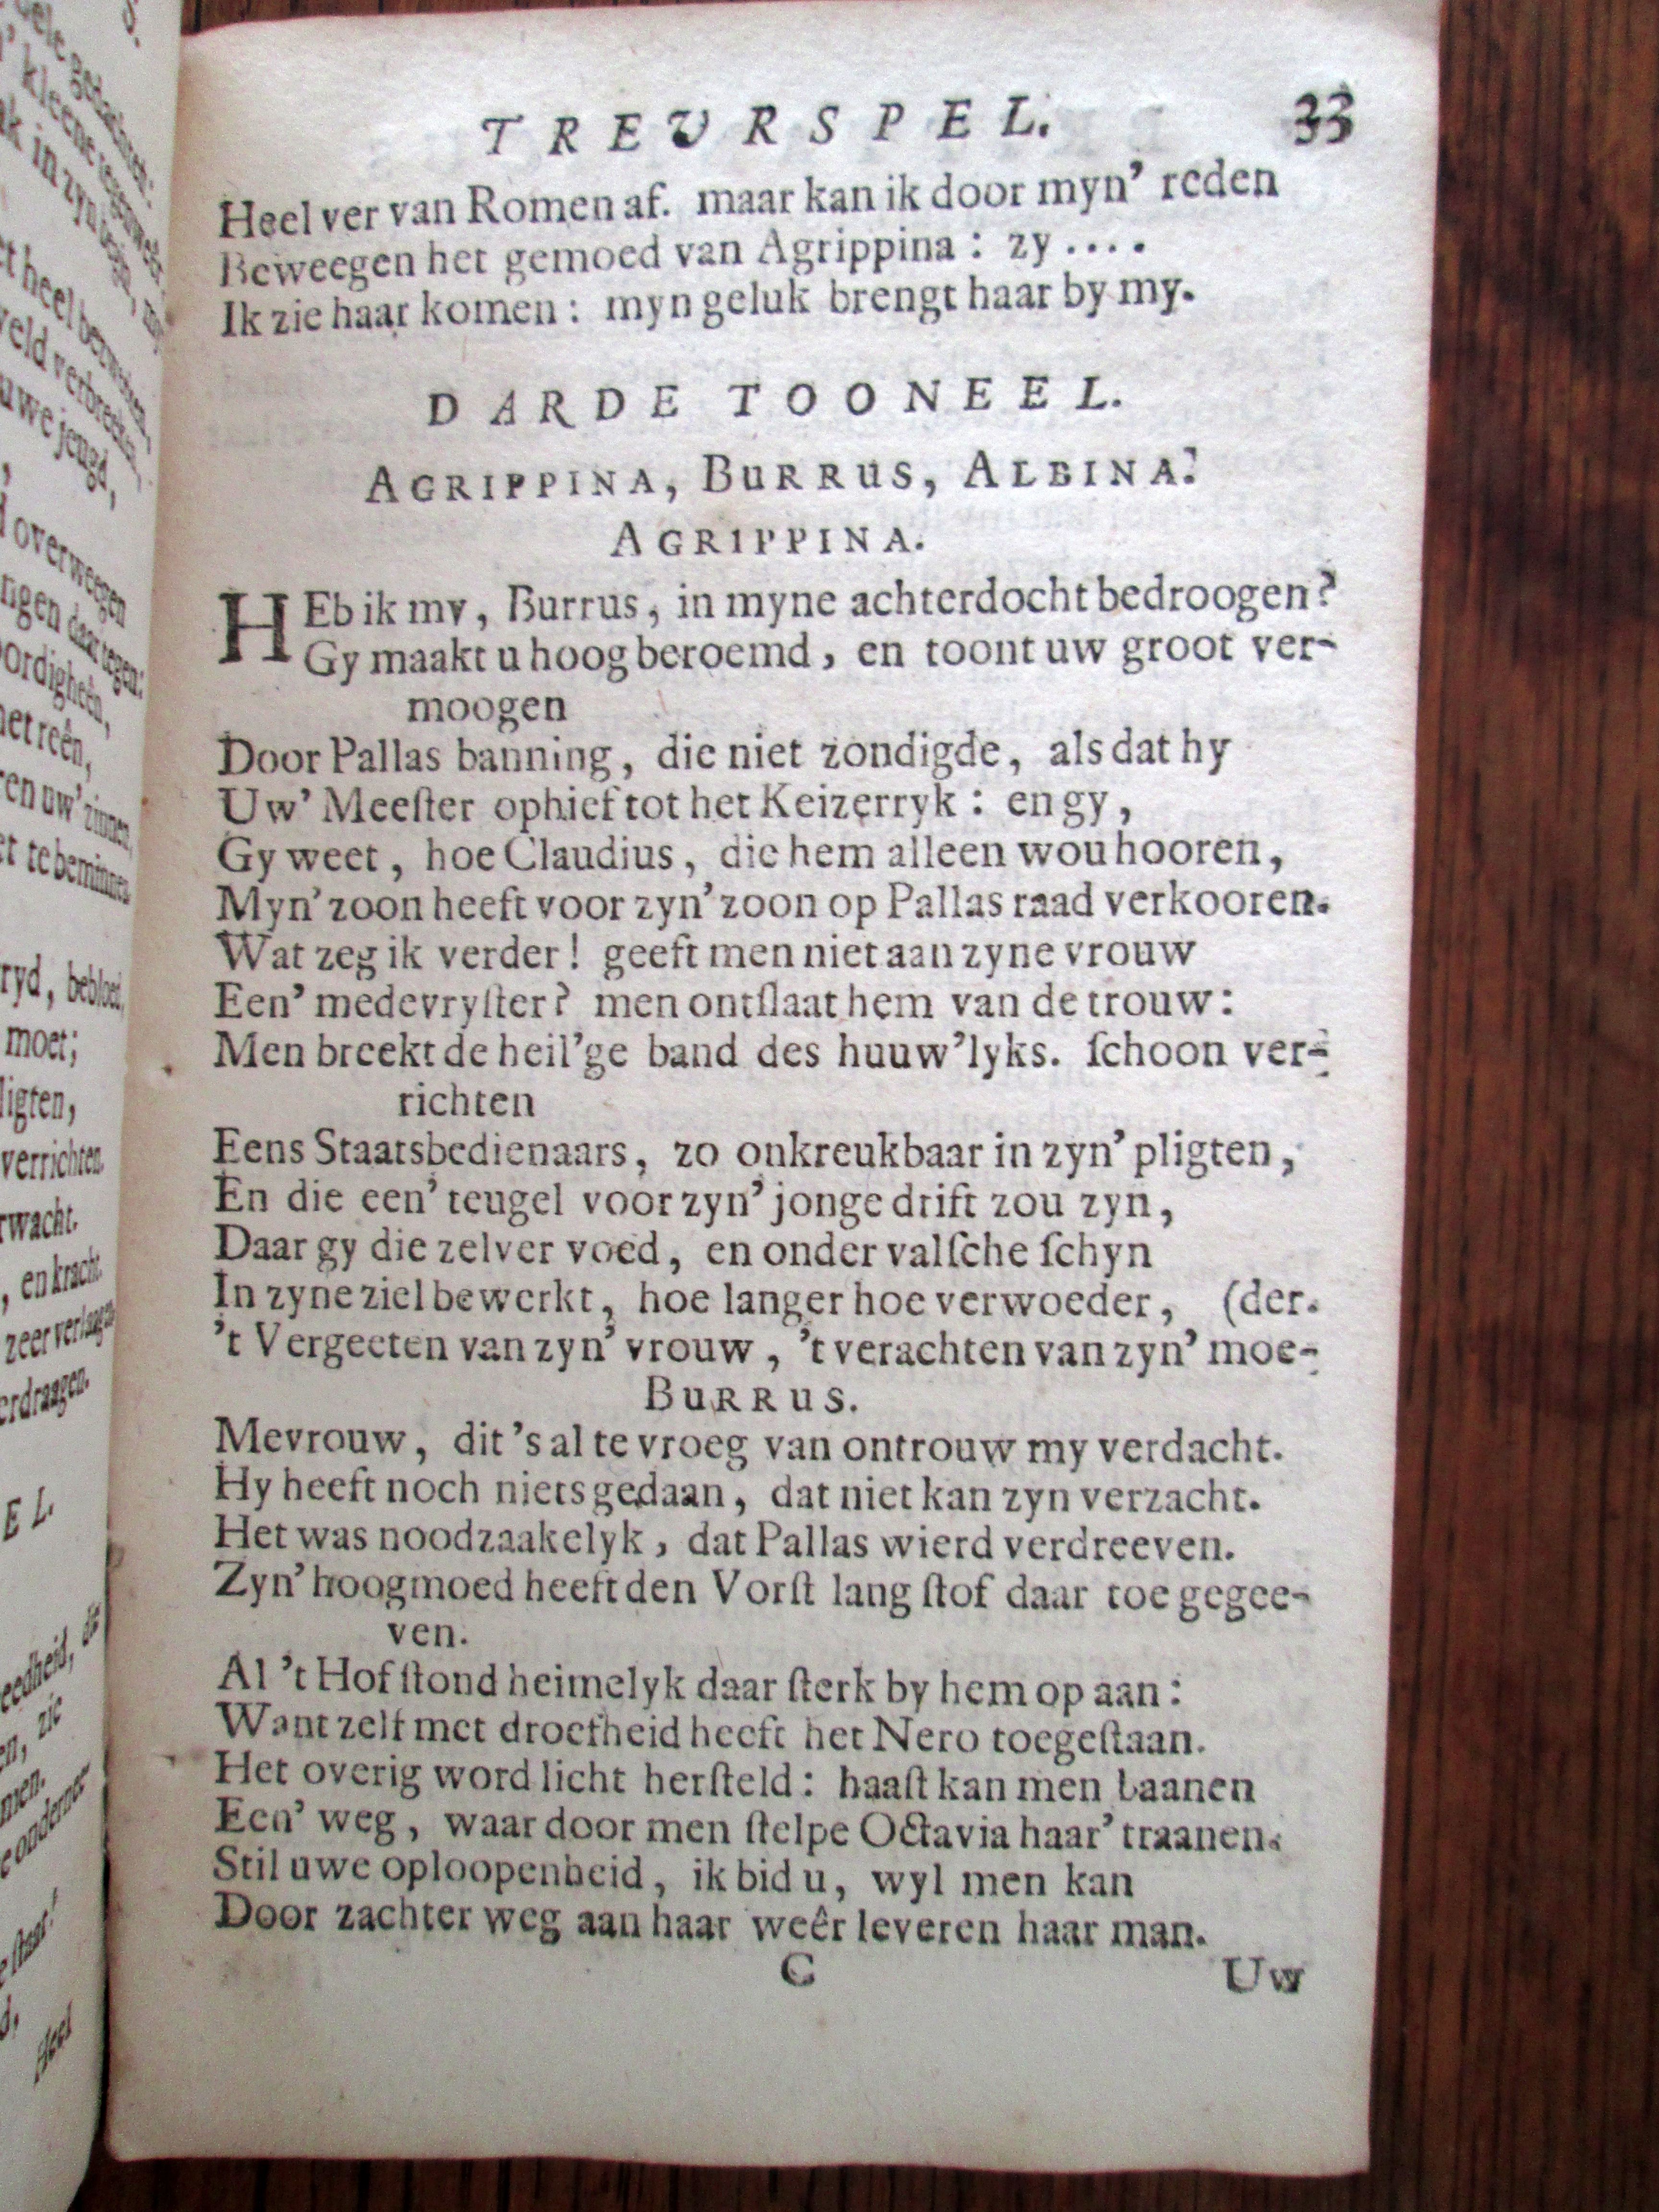 TREURSPEL. 33
Heel ver van Romen af. maar kan ik door myn' reden
Beweegen het gemoed van Agrippina : zy ....
Ik zie haar komen : myn geluk brengt haar by my.
DARDE TOONEEL.
AGRIPPINA, BURRUS, ALBINA.
AGRIPPINA.
HEb ik my, Burrus, in myne achterdocht bedroogen?
Gy maakt u hoog beroemd, en toont uw groot ver-
moogen
Door Pallas banning, die niet zondigde, als dat hy
Uw' Meeſter ophief tot het Keizerryk : en gy,
Gy weet, hoe Claudius, die hem alleen wou hooren,
Myn' zoon heeft voor zyn' zoon op Pallas raad verkooren.
Wat zeg ik verder! geeft men niet aan zyne vrouw
Een' medevryſter? men ontſlaat hem van de trouw:
Men breekt de heil'ge band des huuw'lyks. ſchoon ver-
richten
Eens Staatsbedienaars, zo onkreukbaar in zyn' pligten,
En die een' teugel voor zyn' jonge drift zou zyn,
Daar gy die zelver voed, en onder valſche ſchyn
In zyne ziel bewerkt, hoe langer hoe verwoeder, (der.
't Vergeeten van zyn' vrouw, 't verachten van zyn' moe-
BURRUS.
Mevrouw, dit 's al te vroeg van ontrouw my verdacht.
Hy heeft noch niets gedaan, dat niet kan zyn verzacht.
Het was noodzaakelyk, dat Pallas wierd verdreeven.
Zyn' hoogmoed heeft den Vorſt lang ſtof daar toe gegee-
ven.
Al 't Hof ſtond heimelyk daar ſterk by hem op aan:
Want zelf met droefheid heeft het Nero toegeſtaan.
Het overig word licht herſteld: haaſt kan men baanen
Een' weg, waar door men ſtelpe Octavia haar' traanen.
Stil uwe oploopenheid, ik bid u, wyl men kan
Door zachter weg aan haar weêr leveren haar man.
C Uw